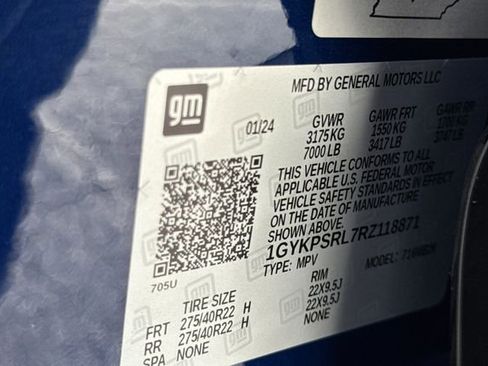 MFD BY GENERAL MOTORS LLC
gm
01/24
GVWR GAWR FRT GAWR RR
3175 KG 1550 KG 1700 KG
7000 LB 3417 LB 3747 LB
THIS VEHICLE CONFORMS TO ALL
APPLICABLE U.S. FEDERAL MOTOR
VEHICLE SAFETY STANDARDS IN EFFECT
ON THE DATE OF MANUFACTURE
SHOWN ABOVE.
1GYKPSRL7RZ118871
TYPE: MPV MODEL:
705U
TIRE SIZE RIM
FRT 275/40R22 H 22X9.5J
RR 275/40R22 H 22X9.5J
SPA NONE NONE